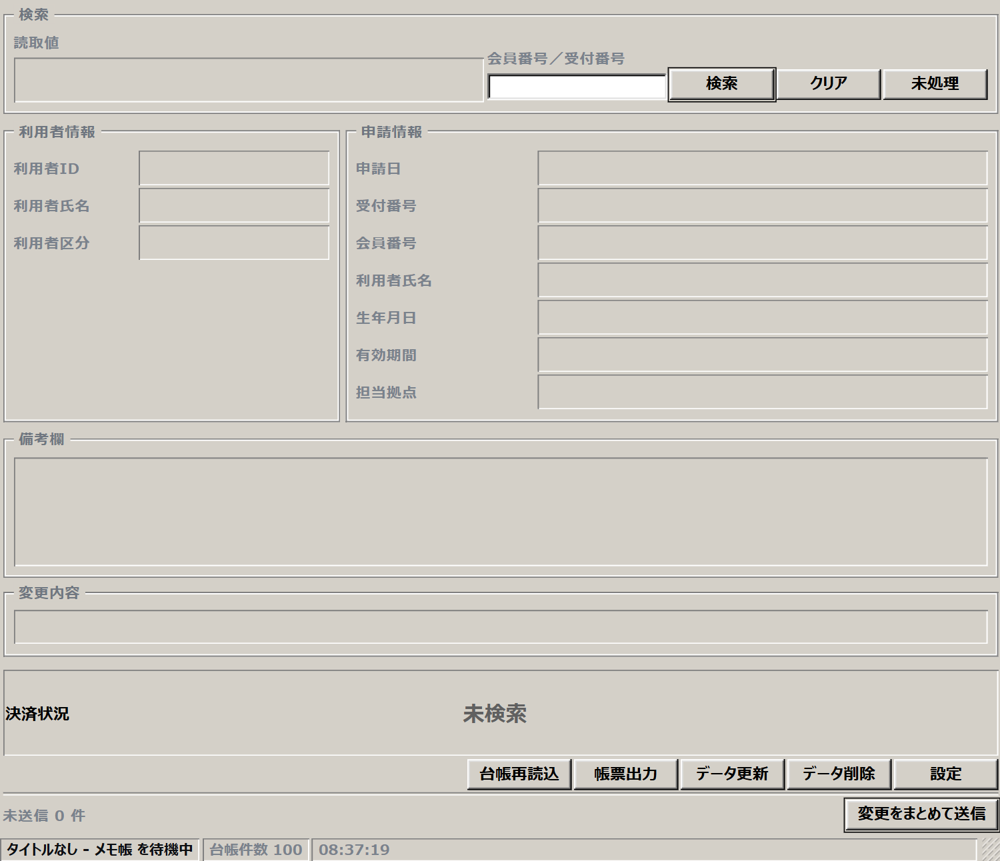 検索
読取値
会員番号／受付番号
検索
クリア
未処理
利用者情報
利用者ID
利用者氏名
利用者区分
申請情報
申請日
受付番号
会員番号
利用者氏名
生年月日
有効期間
担当拠点
備考欄
変更内容
決済状況
未検索
台帳再読込
帳票出力
データ更新
データ削除
設定
未送信 0 件
変更をまとめて送信
タイトルなし - メモ帳 を待機中
台帳件数 100
08:37:19